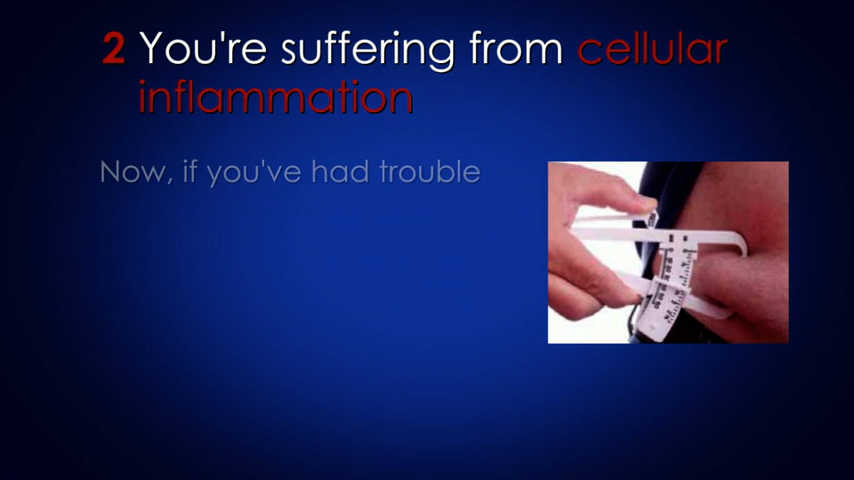 2 You're suffering from cellular
inflammation
Now, if you've had trouble